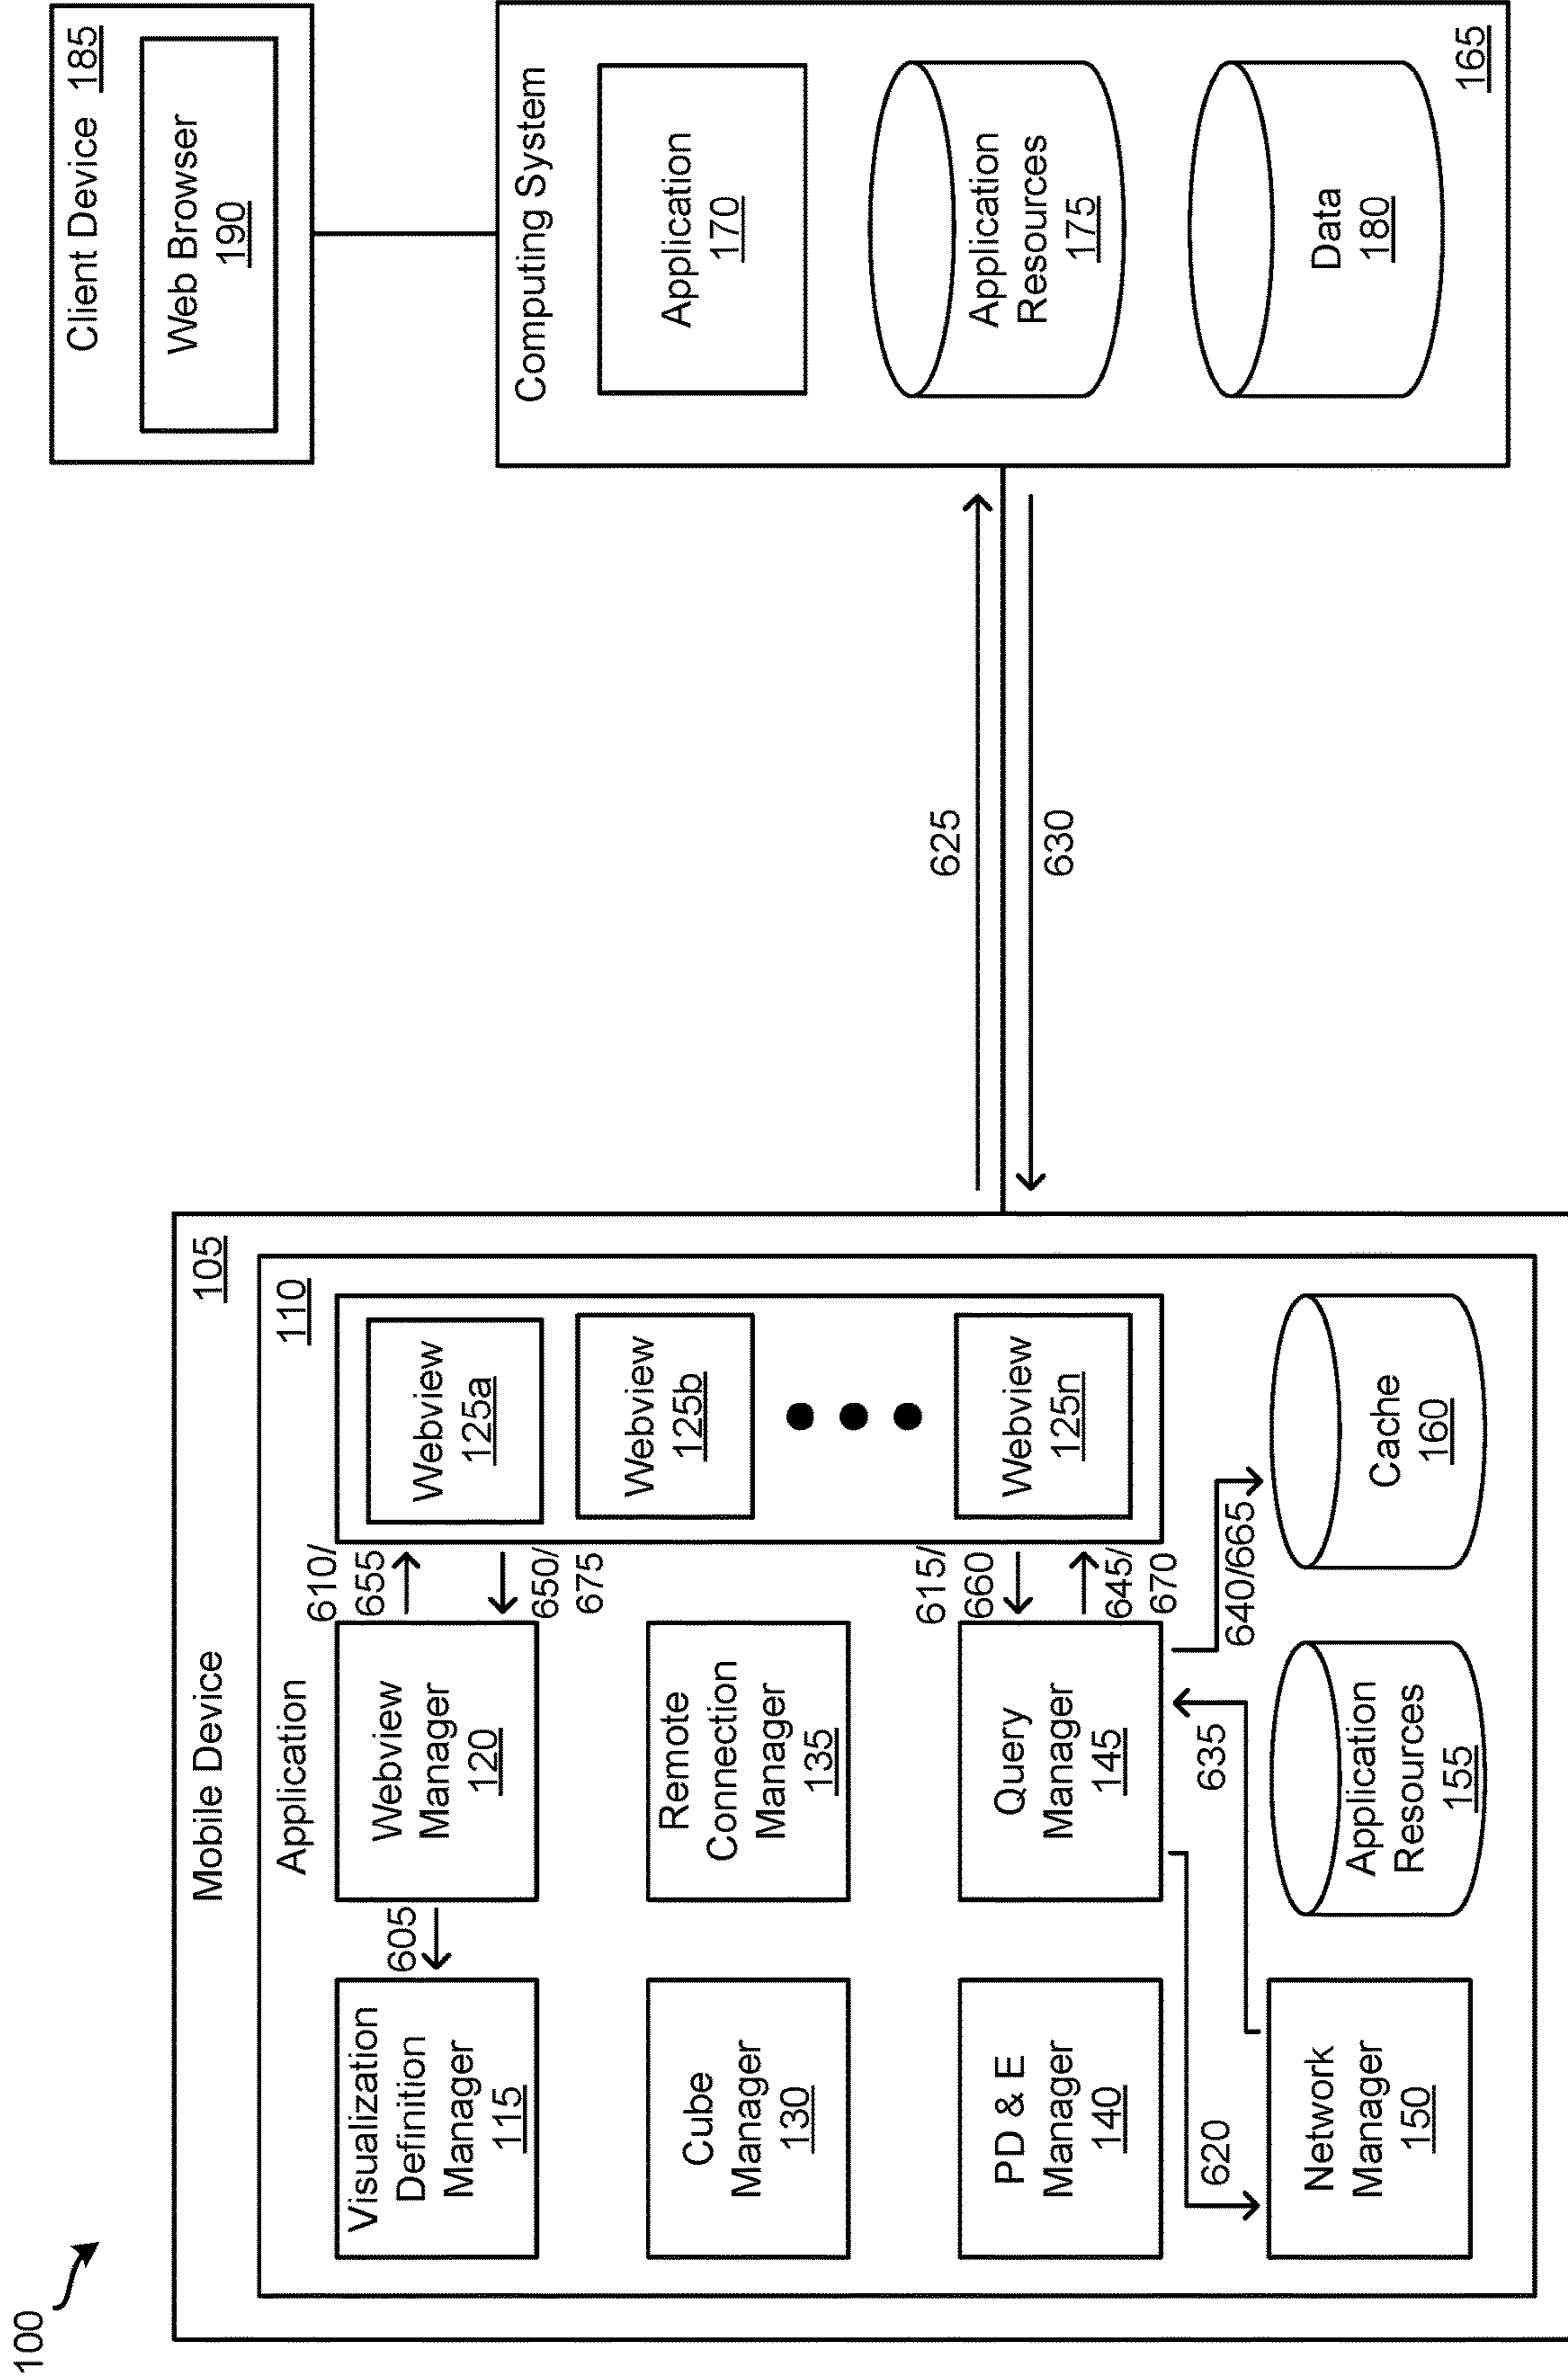 100
Mobile Device
105
Application
110
Visualization
Definition
Manager
115
605
Webview
Manager
120
610/
655
650/
675
Webview
125a
Webview
125b
Webview
125n
Cube
Manager
130
Remote
Connection
Manager
135
PD & E
Manager
140
Query
Manager
145
615/
660
645/
670
620
635
640/665
Network
Manager
150
Application
Resources
155
Cache
160
625
630
Client Device 185
Web Browser
190
Computing System
Application
170
Application
Resources
175
Data
180
165